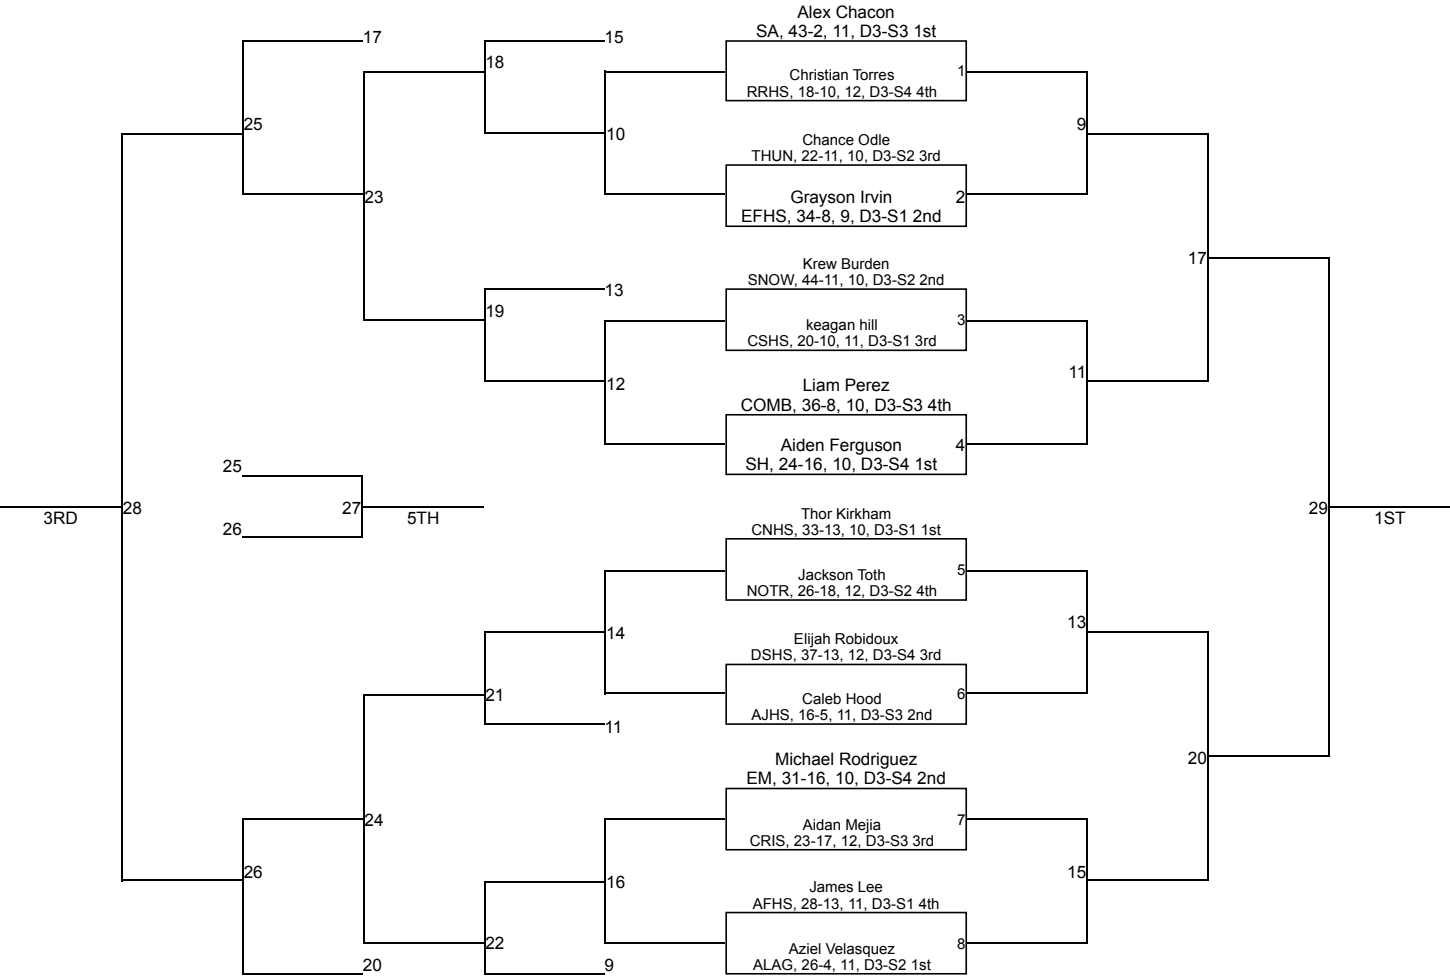 Alex Chacon
SA, 43-2, 11, D3-S3 1st
17
15
18
Christian Torres
1
RRHS, 18-10, 12, D3-S4 4th
25
9
10
Chance Odle
THUN, 22-11, 10, D3-S2 3rd
23
Grayson Irvin
2
EFHS, 34-8, 9, D3-S1 2nd
17
Krew Burden
SNOW, 44-11, 10, D3-S2 2nd
13
19
keagan hill
3
CSHS, 20-10, 11, D3-S1 3rd
11
12
Liam Perez
COMB, 36-8, 10, D3-S3 4th
Aiden Ferguson
4
SH, 24-16, 10, D3-S4 1st
25
28
27
29
3RD
5TH
1ST
26
Thor Kirkham
CNHS, 33-13, 10, D3-S1 1st
Jackson Toth
5
NOTR, 26-18, 12, D3-S2 4th
13
14
Elijah Robidoux
DSHS, 37-13, 12, D3-S4 3rd
21
Caleb Hood
6
AJHS, 16-5, 11, D3-S3 2nd
11
20
Michael Rodriguez
EM, 31-16, 10, D3-S4 2nd
24
Aidan Mejia
7
CRIS, 23-17, 12, D3-S3 3rd
26
15
16
James Lee
AFHS, 28-13, 11, D3-S1 4th
22
Aziel Velasquez
8
20
9
ALAG, 26-4, 11, D3-S2 1st